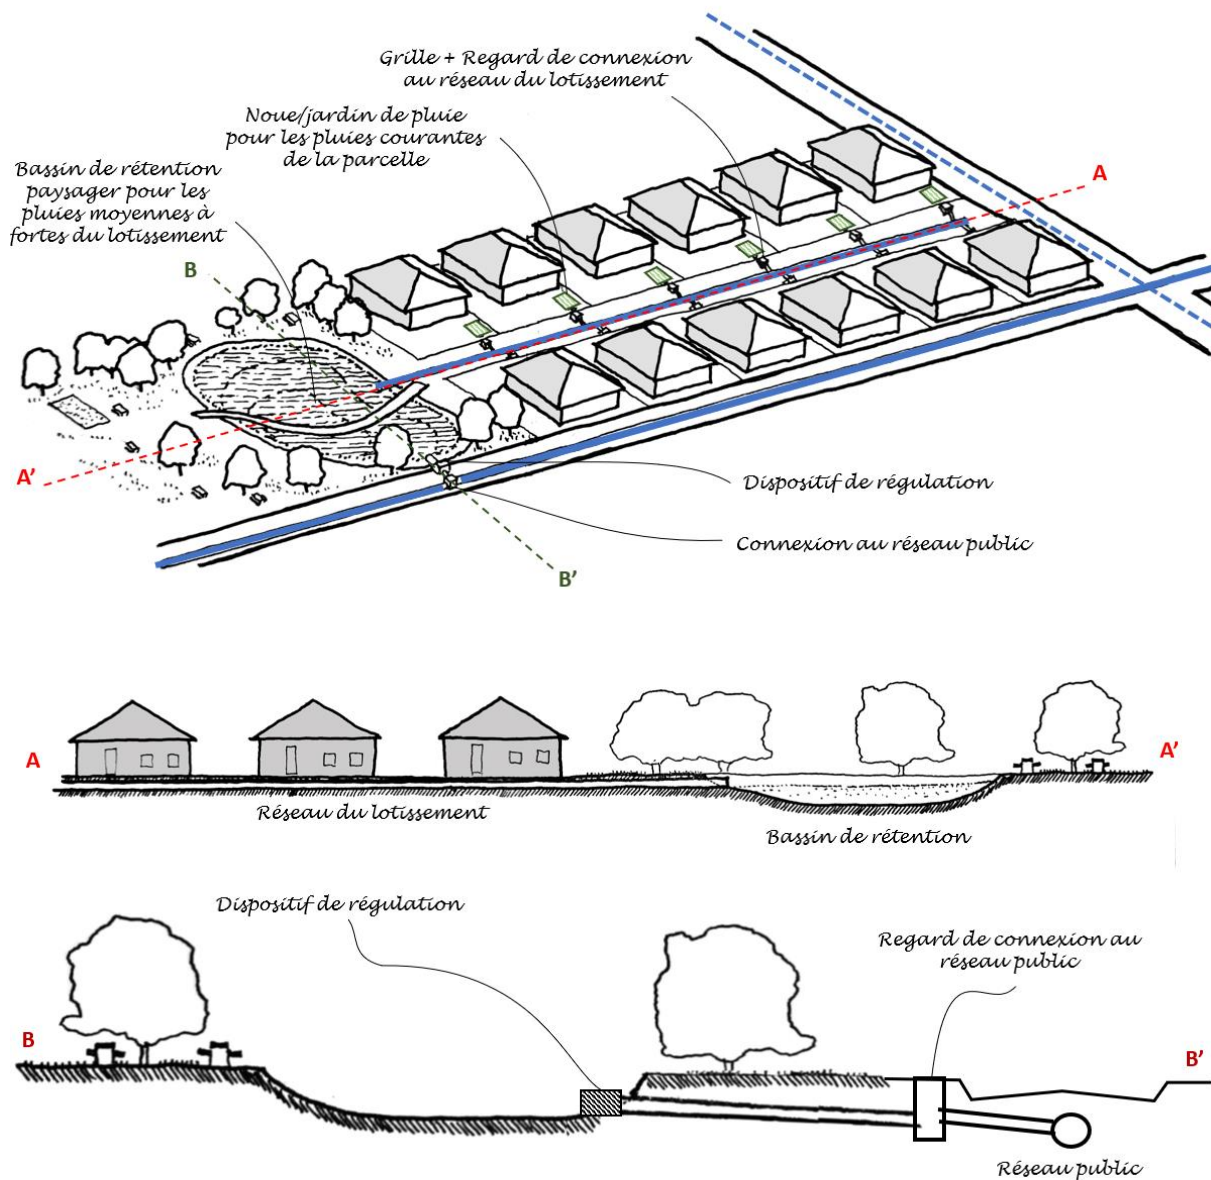 Grille + Regard de connexion
au réseau du lotissement
Noue/jardin de pluie
pour les pluies courantes
de la parcelle
Bassin de rétention
paysager pour les
pluies moyennes à
fortes du lotissement
A
B
A'
Dispositif de régulation
Connexion au réseau public
B'
A
A'
Réseau du lotissement
Bassin de rétention
Dispositif de régulation
Regard de connexion au
réseau public
B
B'
Réseau public